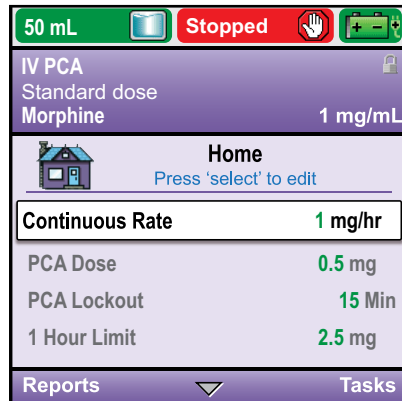 50 mL Stopped
IV PCA
Standard dose
Morphine 1 mg/mL
Home
Press 'select' to edit
Continuous Rate 1 mg/hr
PCA Dose 0.5 mg
PCA Lockout 15 Min
1 Hour Limit 2.5 mg
Reports Tasks